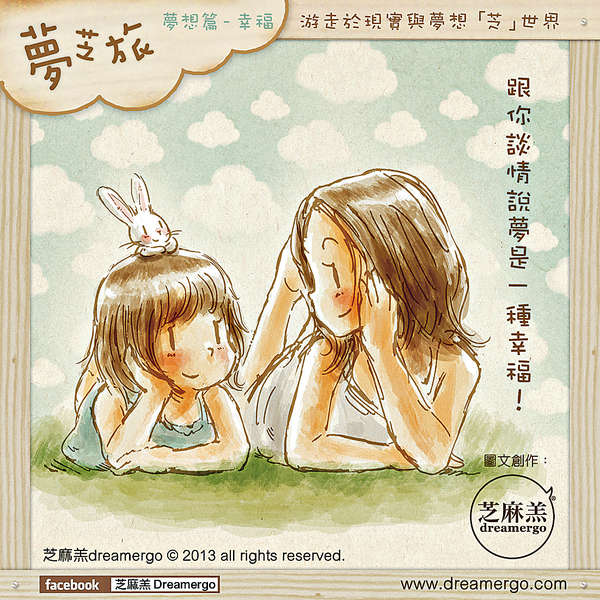 夢芝旅
夢想篇-幸福
游走於現實與夢想「芝」世界
跟你談情說夢是一種幸福！
圖文創作：
芝麻羔
dreamergo
®
芝麻羔dreamergo © 2013 all rights reserved.
facebook 芝麻羔 Dreamergo
www.dreamergo.com